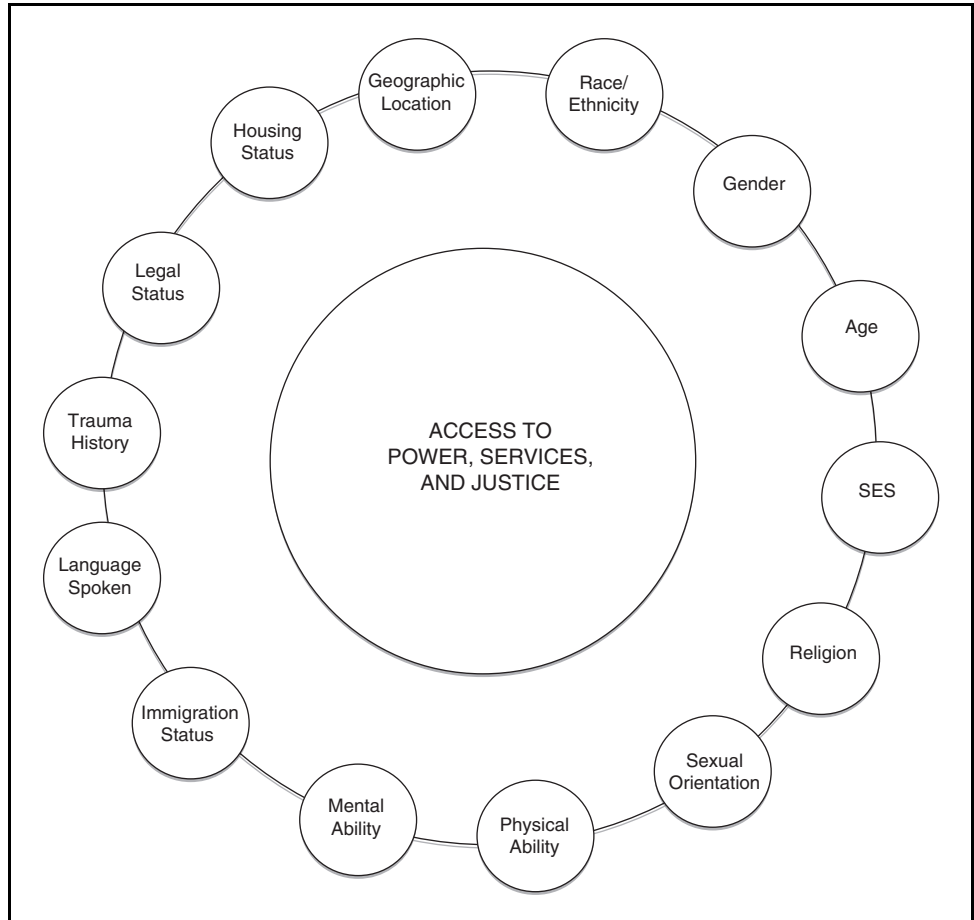 Geographic
Location
Race/
Ethnicity
Gender
Age
SES
Religion
Sexual
Orientation
Physical
Ability
Mental
Ability
Immigration
Status
Language
Spoken
Trauma
History
Legal
Status
Housing
Status
ACCESS TO
POWER, SERVICES,
AND JUSTICE